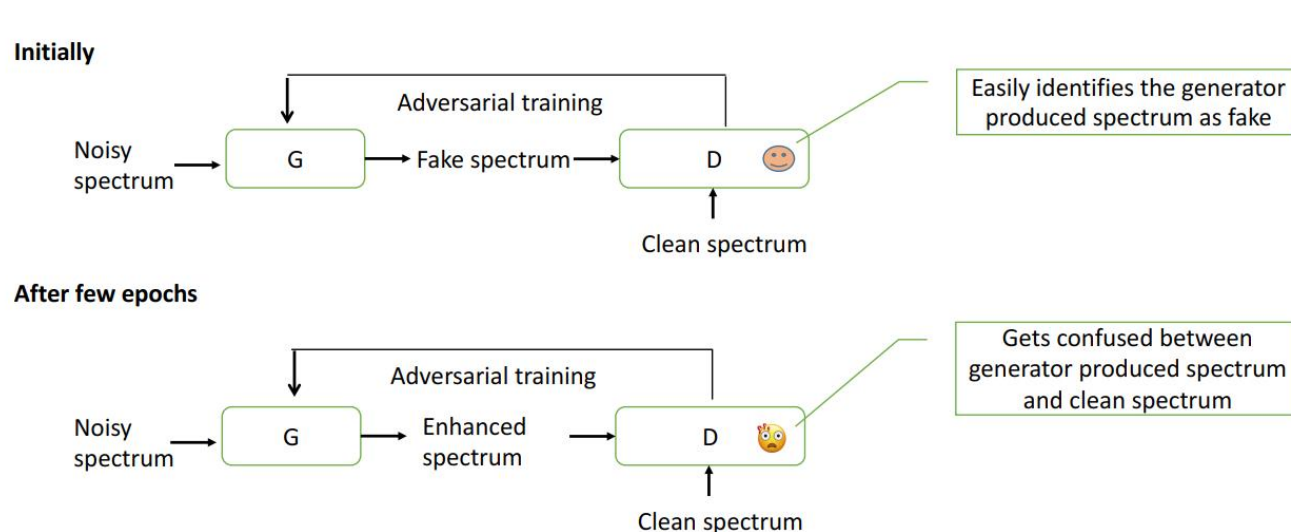 Initially
Adversarial training
Easily identifies the generator
produced spectrum as fake
Noisy
spectrum
G
Fake spectrum
D
Clean spectrum
After few epochs
Adversarial training
Gets confused between
generator produced spectrum
and clean spectrum
Noisy
spectrum
G
Enhanced
spectrum
D
Clean spectrum